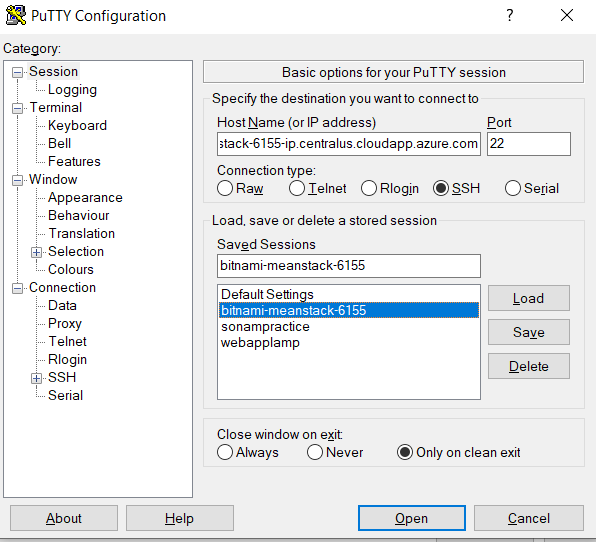 PuTTY Configuration
?
Category:
Session
Logging
Terminal
Keyboard
Bell
Features
Window
Appearance
Behaviour
Translation
Selection
Colours
Connection
Data
Proxy
Telnet
Rlogin
SSH
Serial
Basic options for your PuTTY session
Specify the destination you want to connect to
Host Name (or IP address) Port
stack-6155-ip.centralus.cloudapp.azure.com 22
Connection type:
Raw Telnet Rlogin SSH Serial
Load, save or delete a stored session
Saved Sessions
bitnami-meanstack-6155
Default Settings
bitnami-meanstack-6155
sonampractice
webapplamp
Load
Save
Delete
Close window on exit:
Always Never Only on clean exit
About Help Open Cancel